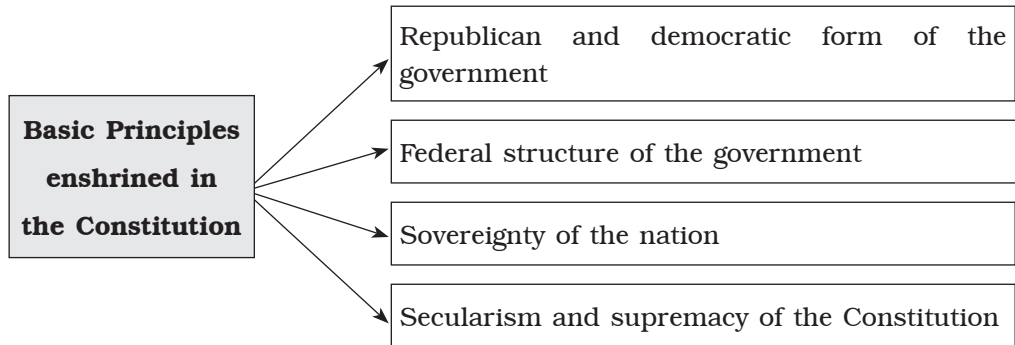 Basic Principles
enshrined in
the Constitution
Republican and democratic form of the
government
Federal structure of the government
Sovereignty of the nation
Secularism and supremacy of the Constitution